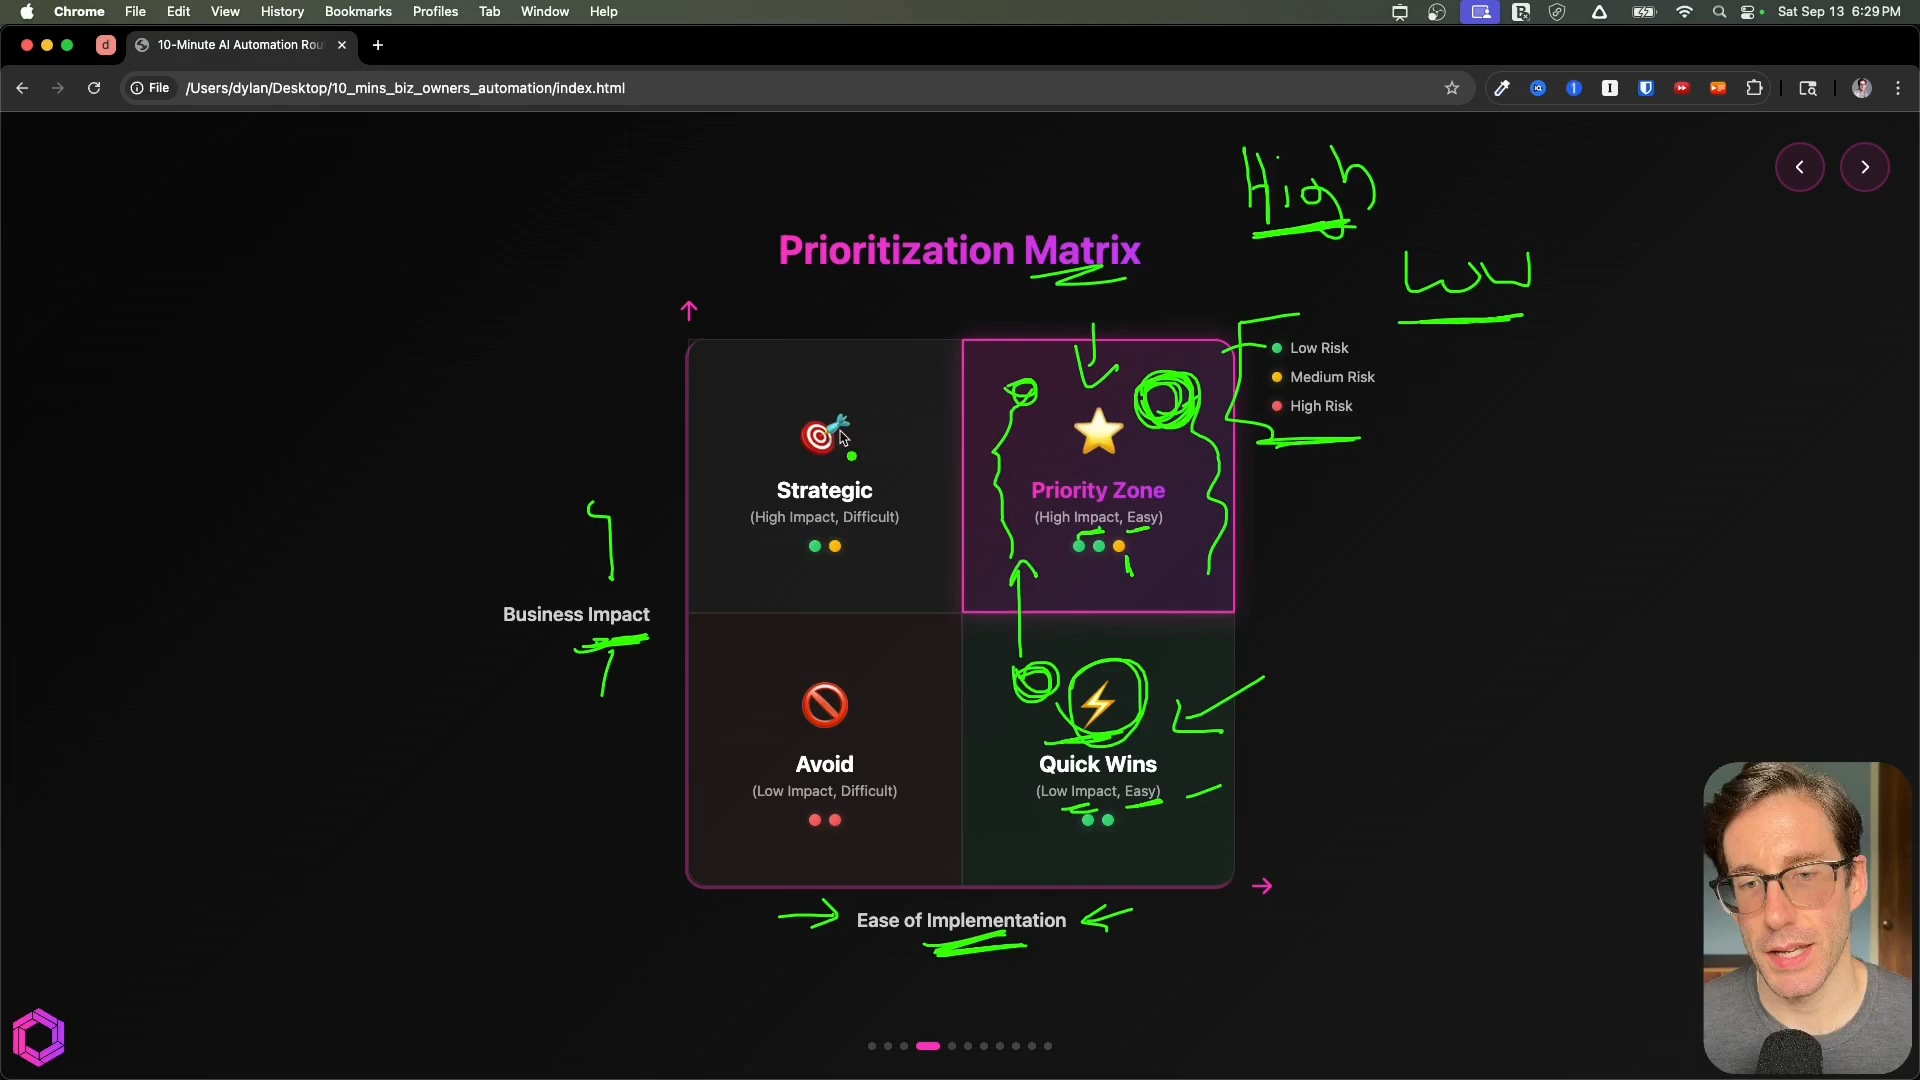 Chrome File Edit View History Bookmarks Profiles Tab Window Help Sat Sep 13 6:29 PM
d 10-Minute AI Automation Rou
File /Users/dylan/Desktop/10_mins_biz_owners_automation/index.html
High
Prioritization Matrix
Low
Low Risk
Medium Risk
High Risk
Strategic
(High Impact, Difficult)
Priority Zone
(High Impact, Easy)
Business Impact
Avoid
(Low Impact, Difficult)
Quick Wins
(Low Impact, Easy)
Ease of Implementation